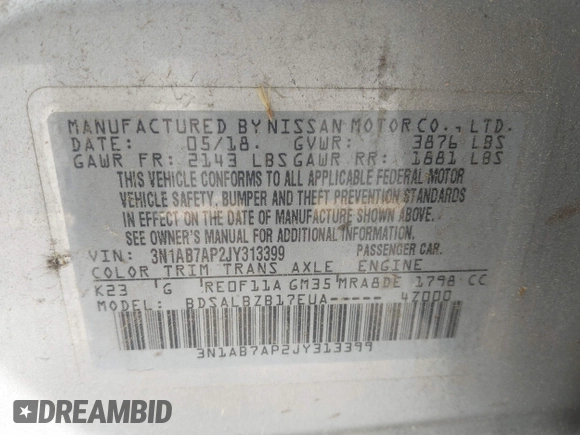 MANUFACTURED BY NISSAN MOTOR CO., LTD.
DATE: 05/18. GVWR: 3876 LBS
GAWR FR: 2143 LBS GAWR RR: 1881 LBS
THIS VEHICLE CONFORMS TO ALL APPLICABLE FEDERAL MOTOR
VEHICLE SAFETY, BUMPER AND THEFT PREVENTION STANDARDS
IN EFFECT ON THE DATE OF MANUFACTURE SHOWN ABOVE.
SEE OWNER'S MANUAL FOR ADDITIONAL INFORMATION.
VIN: 3N1AB7AP2JY313399 PASSENGER CAR.
COLOR TRIM TRANS AXLE ENGINE
K23 G RE0F11A GM35 MRA8DE 1798 CC
MODEL: BDSALBZB17EUA----- 4Z000
3N1AB7AP2JY313399
DREAMBID